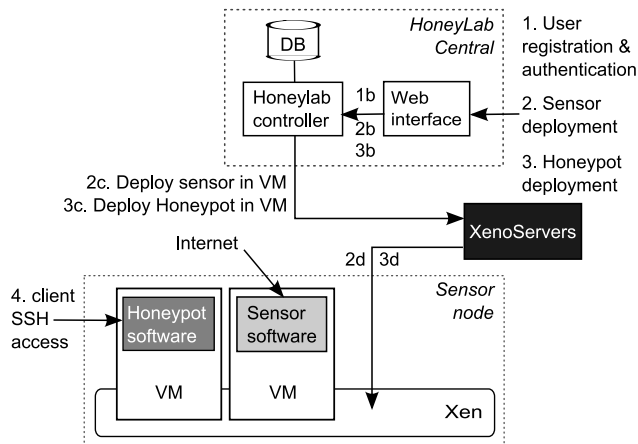 HoneyLab
Central
DB
Honeylab
controller
1b
2b
3b
Web
interface
1. User
registration &
authentication
2. Sensor
deployment
3. Honeypot
deployment
2c. Deploy sensor in VM
3c. Deploy Honeypot in VM
XenoServers
Internet
2d
3d
Sensor
node
4. client
SSH
access
Honeypot
software
VM
Sensor
software
VM
Xen